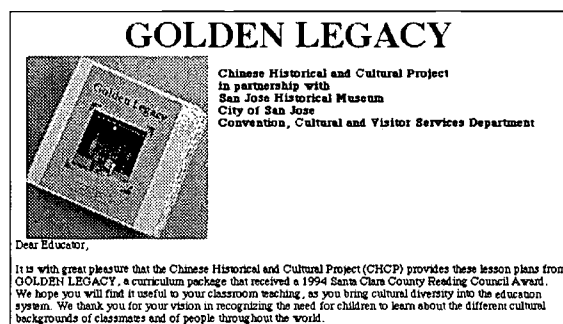 GOLDEN LEGACY
Golden Legacy
Chinese Historical and Cultural Project
in partnership with
San Jose Historical Museum
City of San Jose
Convention, Cultural and Visitor Services Department
Dear Educator,
It is with great pleasure that the Chinese Historical and Cultural Project (CHCP) provides these lesson plans from
GOLDEN LEGACY, a curriculum package that received a 1994 Santa Clara County Reading Council Award.
We hope you will find it useful to your classroom teaching, as you bring cultural diversity into the education
system. We thank you for your vision in recognizing the need for children to learn about the different cultural
backgrounds of classmates and of people throughout the world.